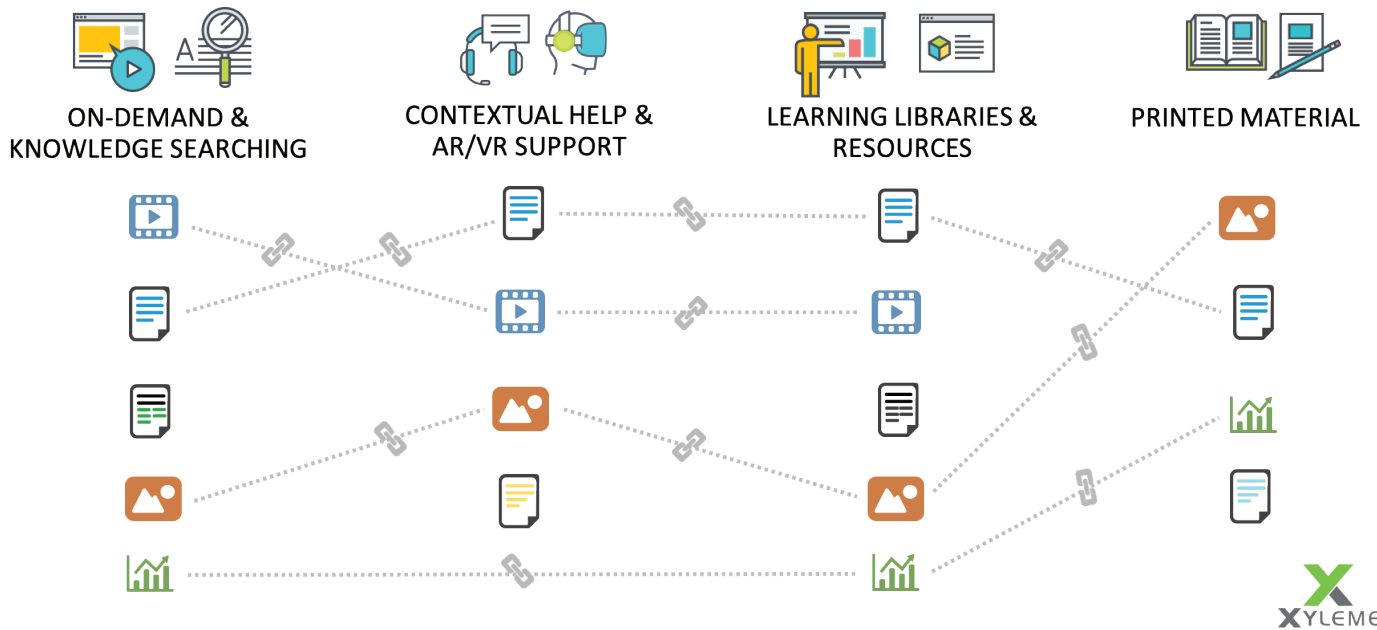 A
ON-DEMAND &
KNOWLEDGE SEARCHING
CONTEXTUAL HELP &
AR/VR SUPPORT
LEARNING LIBRARIES &
RESOURCES
PRINTED MATERIAL
XYLEME